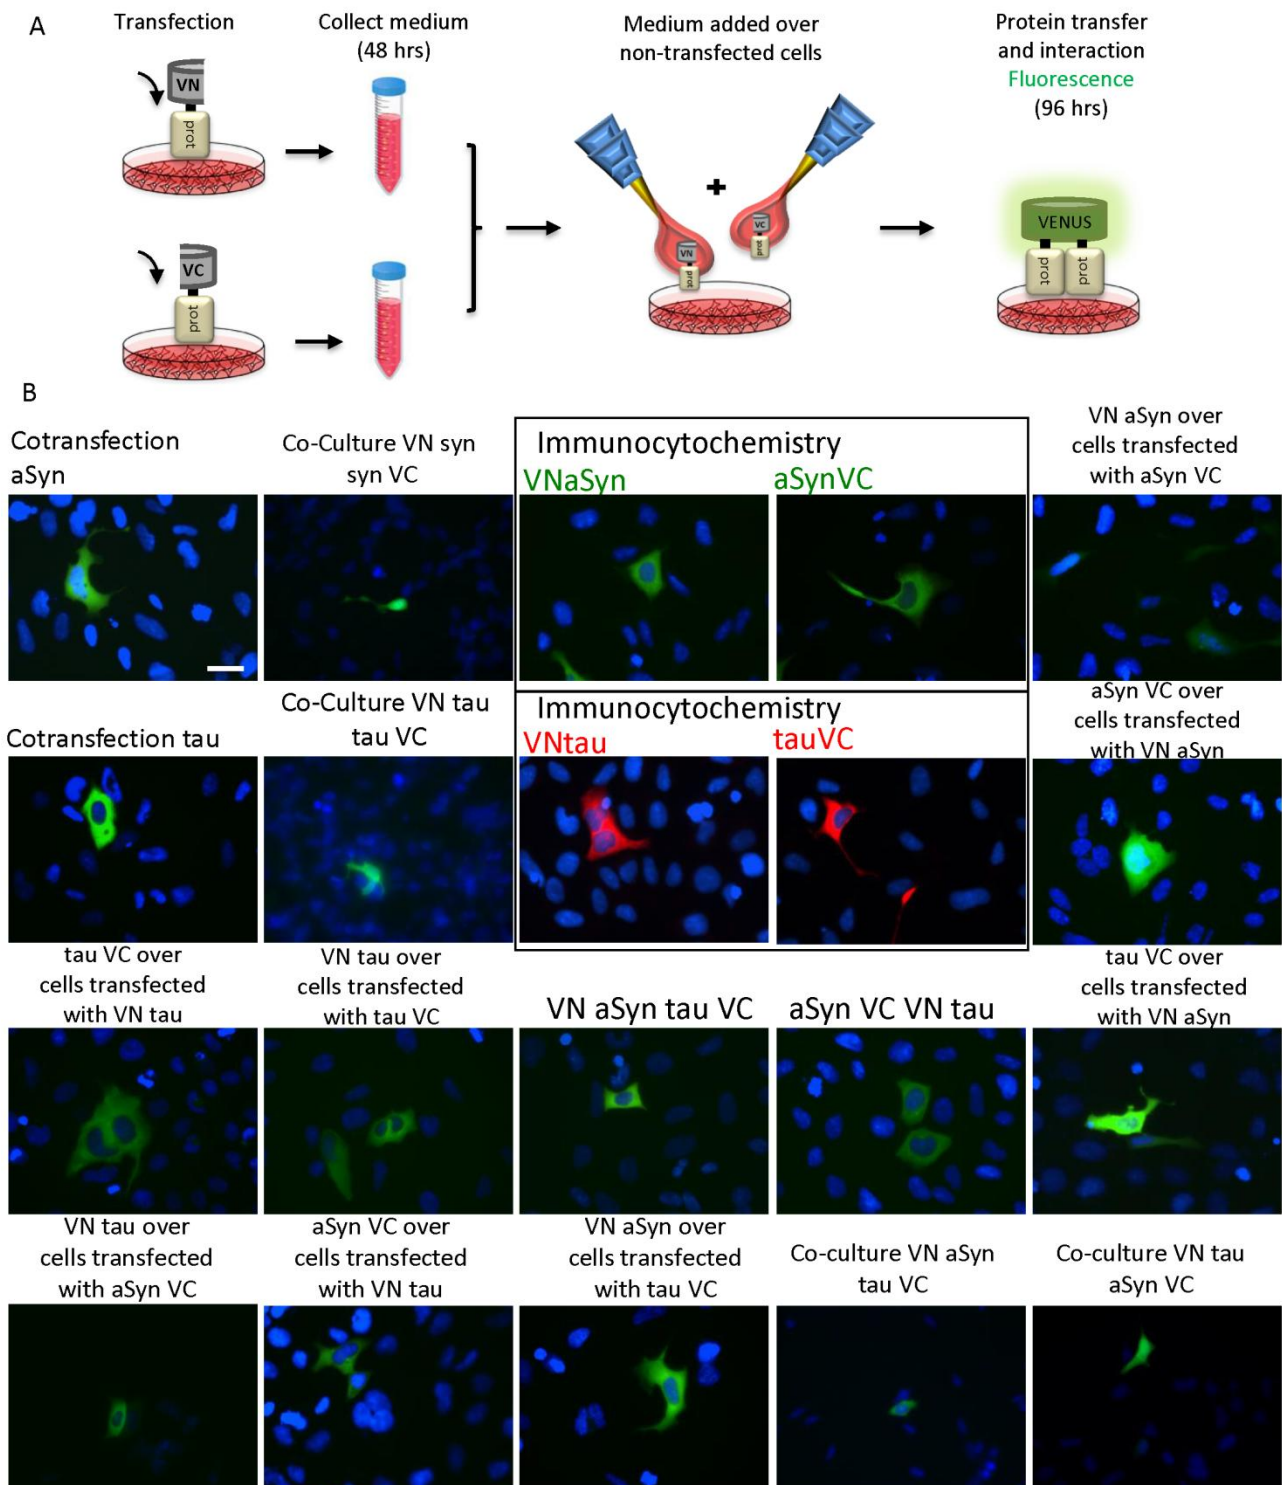 A
Transfection
Collect medium
(48 hrs)
Medium added over
non-transfected cells
Protein transfer
and interaction
Fluorescence
(96 hrs)
VN
prot
VC
prot
VN
prot
VC
prot
VENUS
prot
prot
B
Cotransfection
aSyn
Co-Culture VN syn
syn VC
Immunocytochemistry
VNaSyn
aSynVC
VN aSyn over
cells transfected
with aSyn VC
Cotransfection tau
Co-Culture VN tau
tau VC
Immunocytochemistry
VNtau
tauVC
aSyn VC over
cells transfected
with VN aSyn
tau VC over
cells transfected
with VN tau
VN tau over
cells transfected
with tau VC
VN aSyn tau VC
aSyn VC VN tau
tau VC over
cells transfected
with VN aSyn
VN tau over
cells transfected
with aSyn VC
aSyn VC over
cells transfected
with VN tau
VN aSyn over
cells transfected
with tau VC
Co-culture VN aSyn
tau VC
Co-culture VN tau
aSyn VC